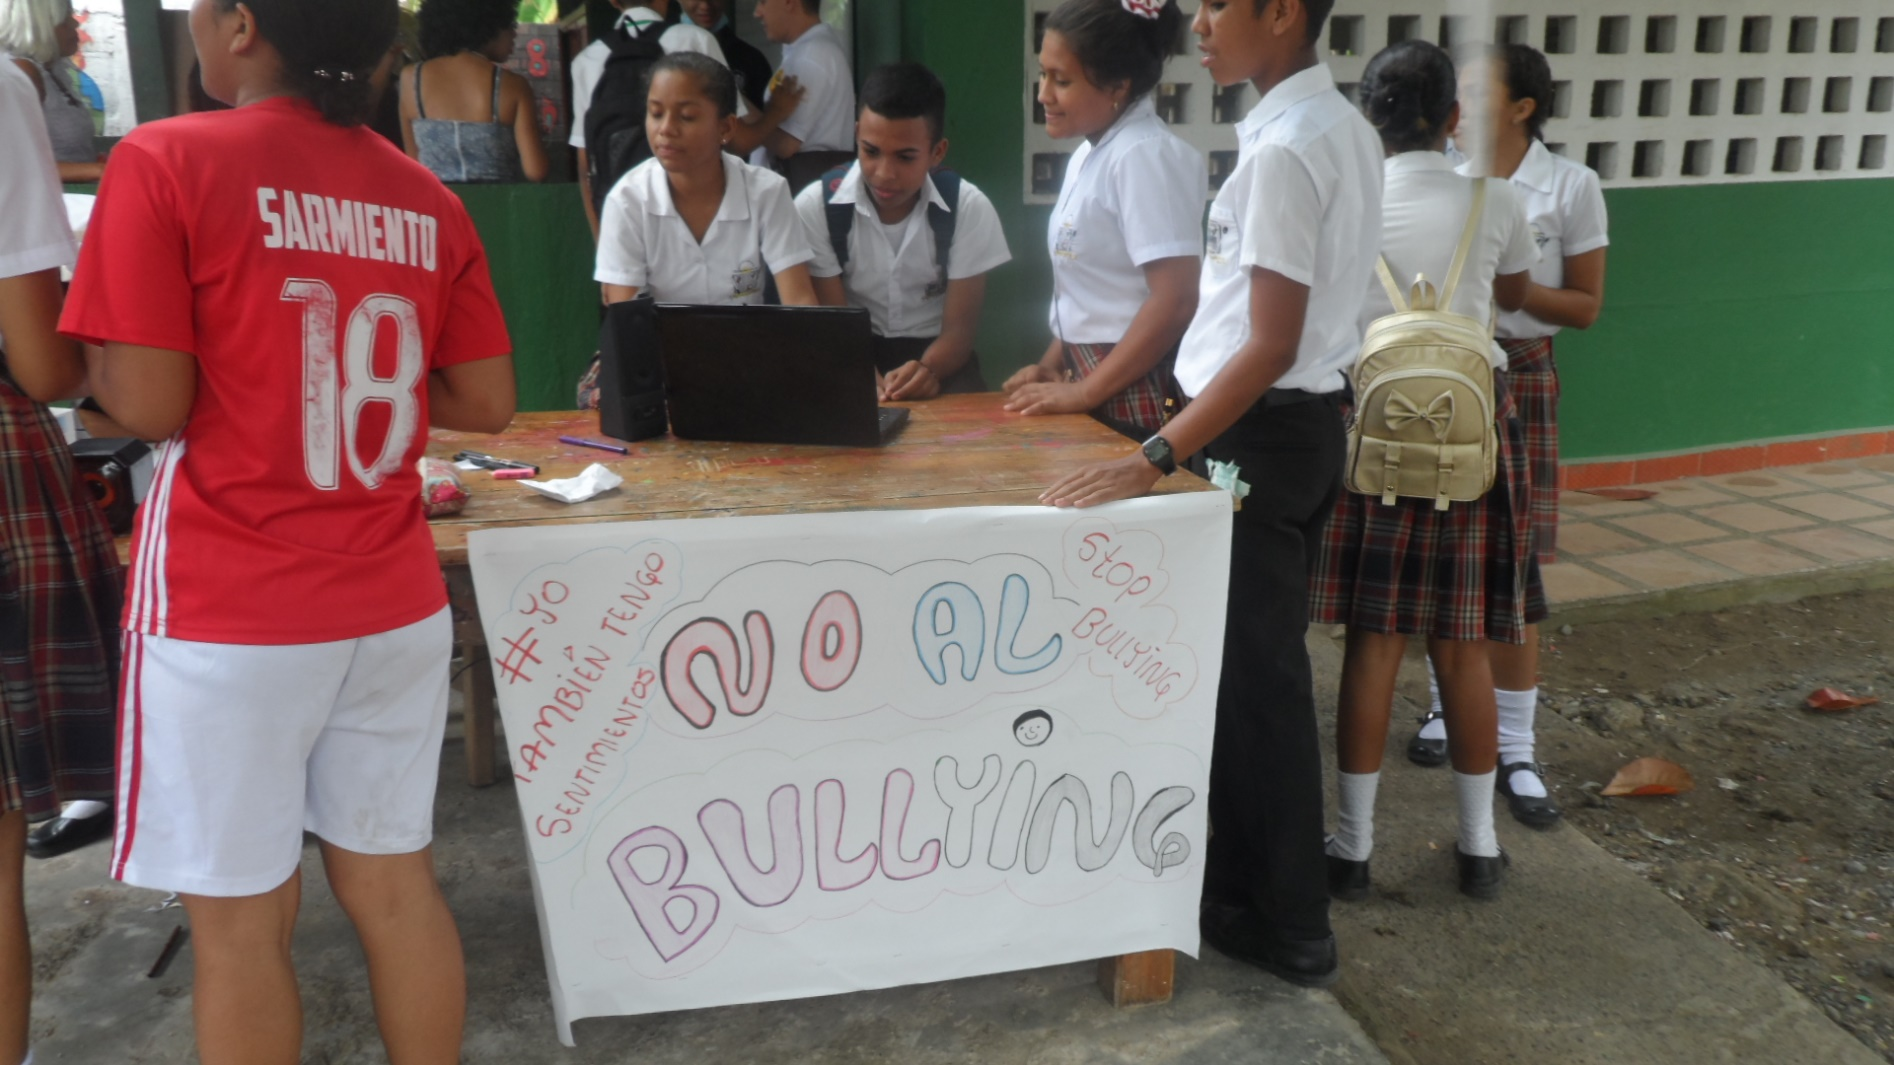 SARMIENTO
18
#YO
TAMBIÉN TENGO
SENTIMIENTOS
NO AL
BULLYING
Stop
BULLYING